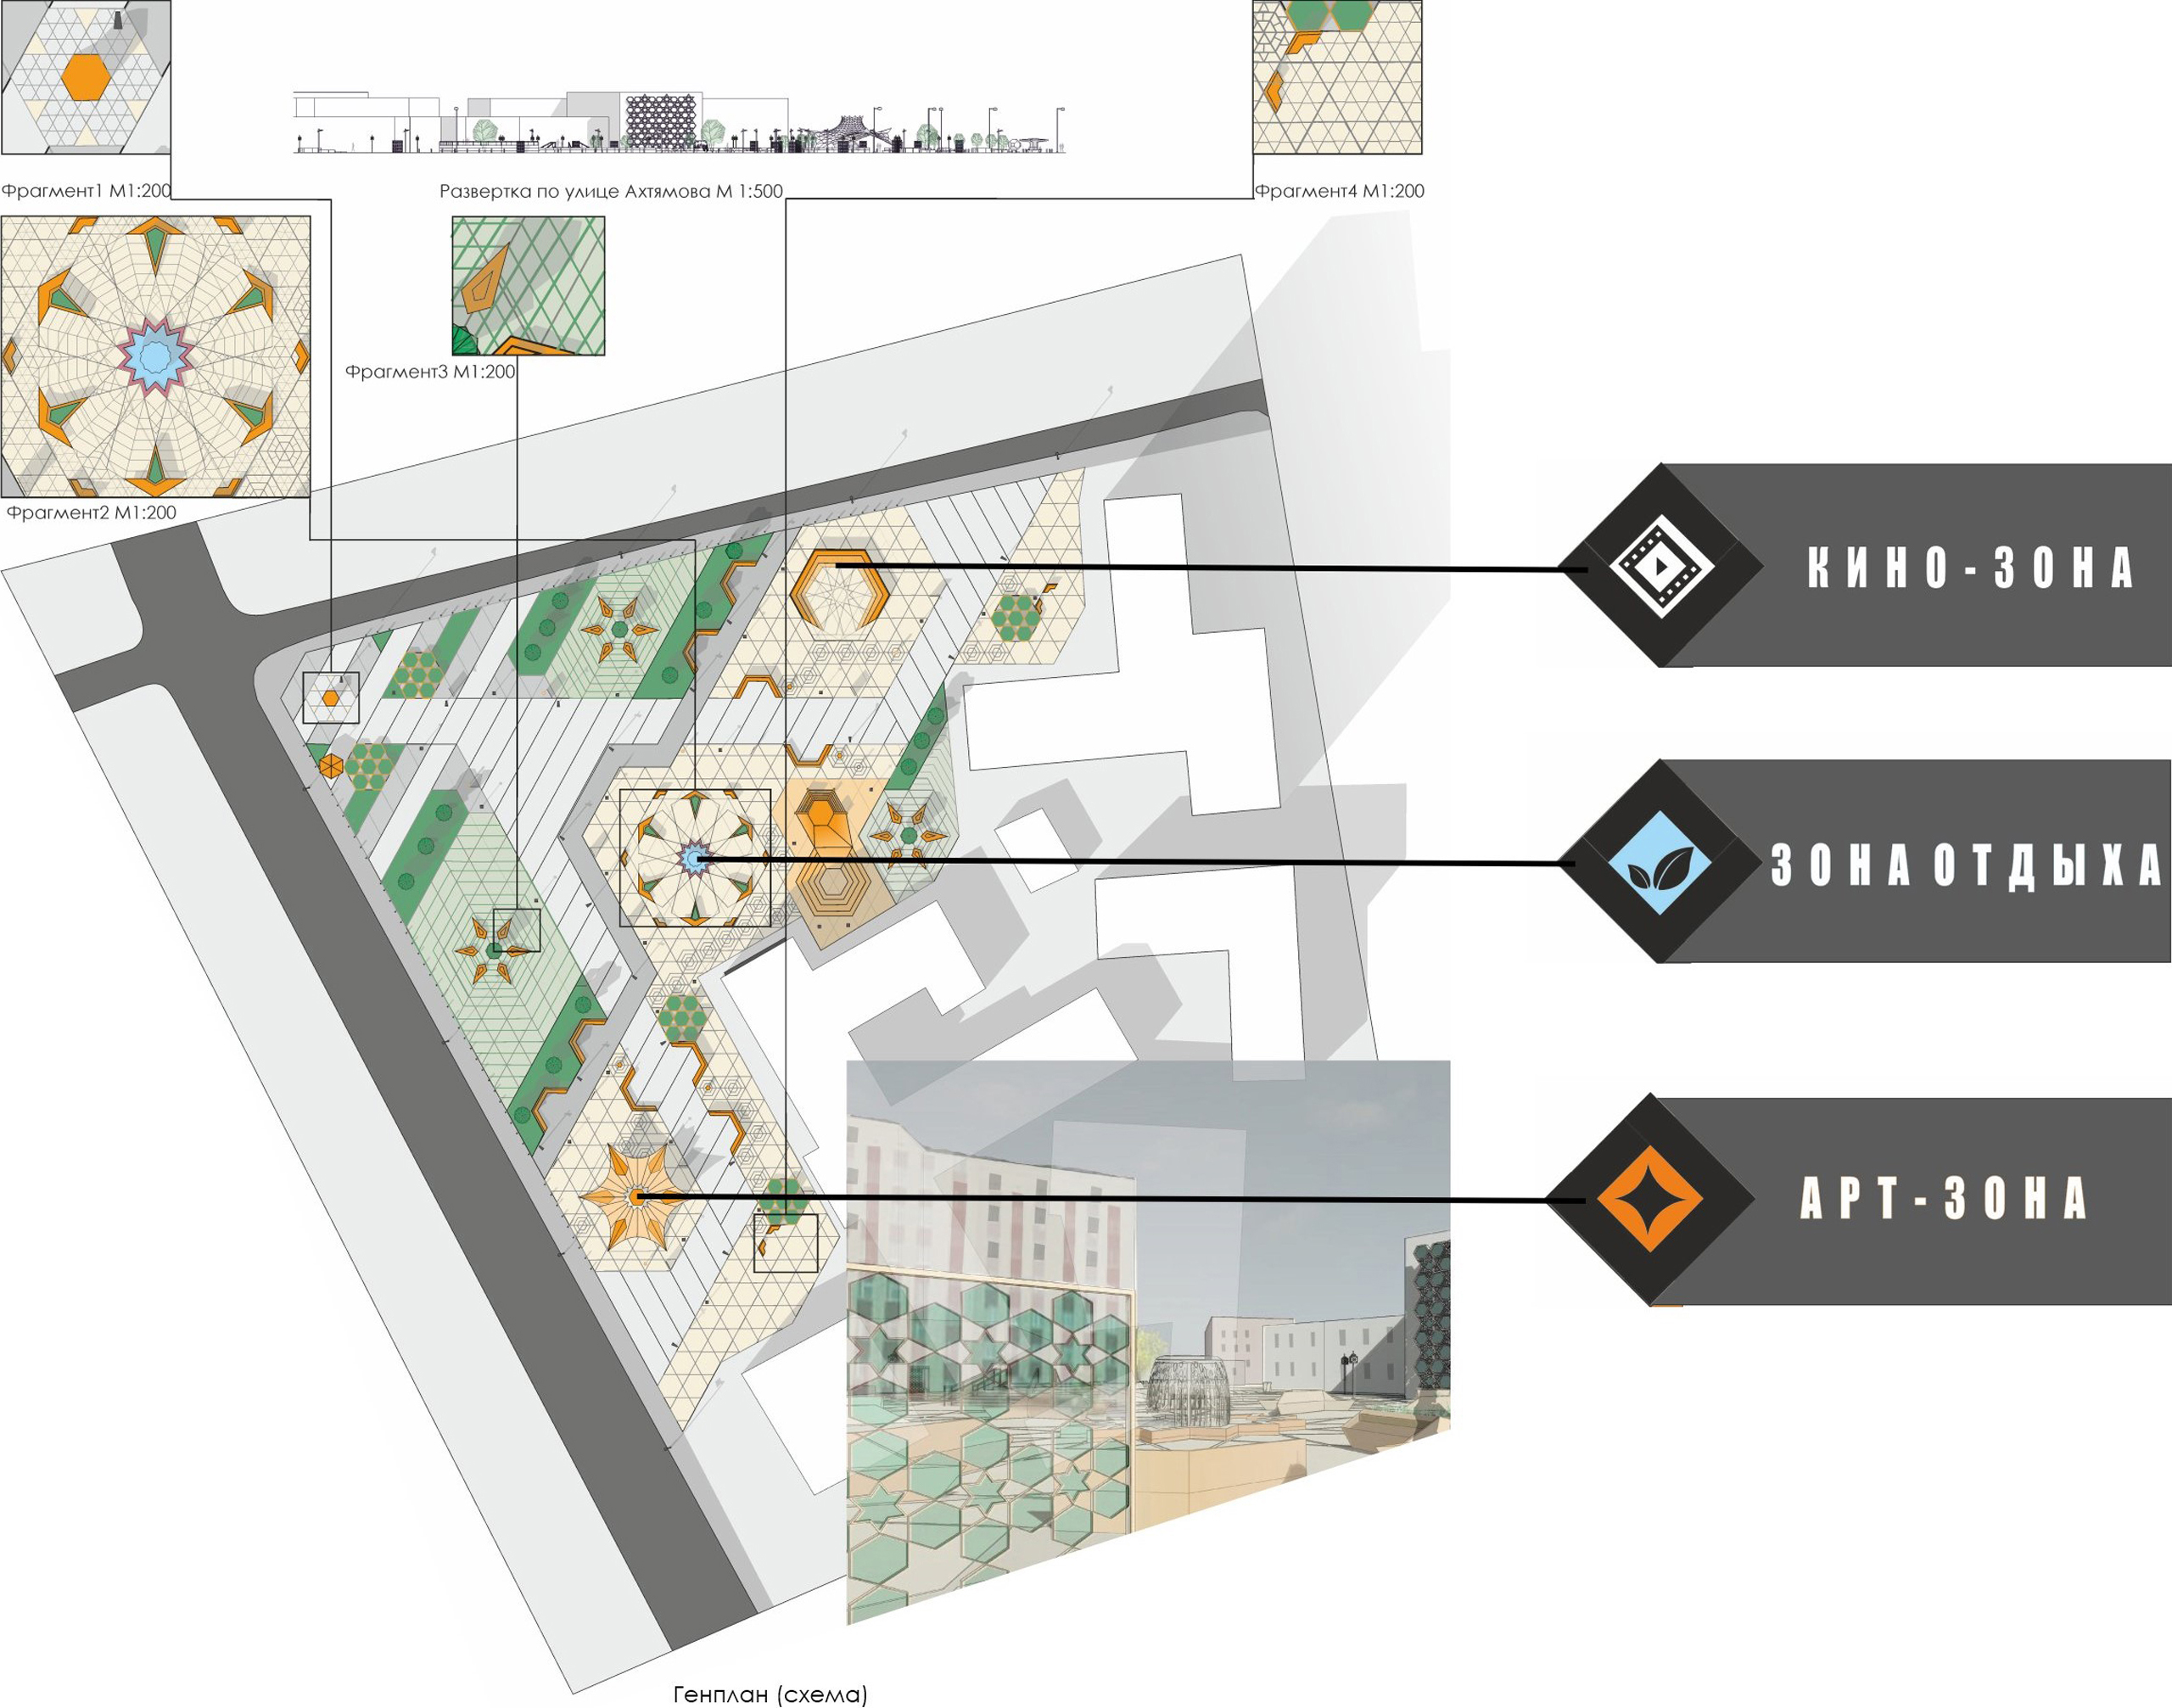 Фрагмент1 М1:200
Развертка по улице Ахтямова М 1:500
Фрагмент4 М1:200
Фрагмент3 М1:200
Фрагмент2 М1:200
КИНО-ЗОНА
ЗОНА ОТДЫХА
АРТ-ЗОНА
Генплан (схема)